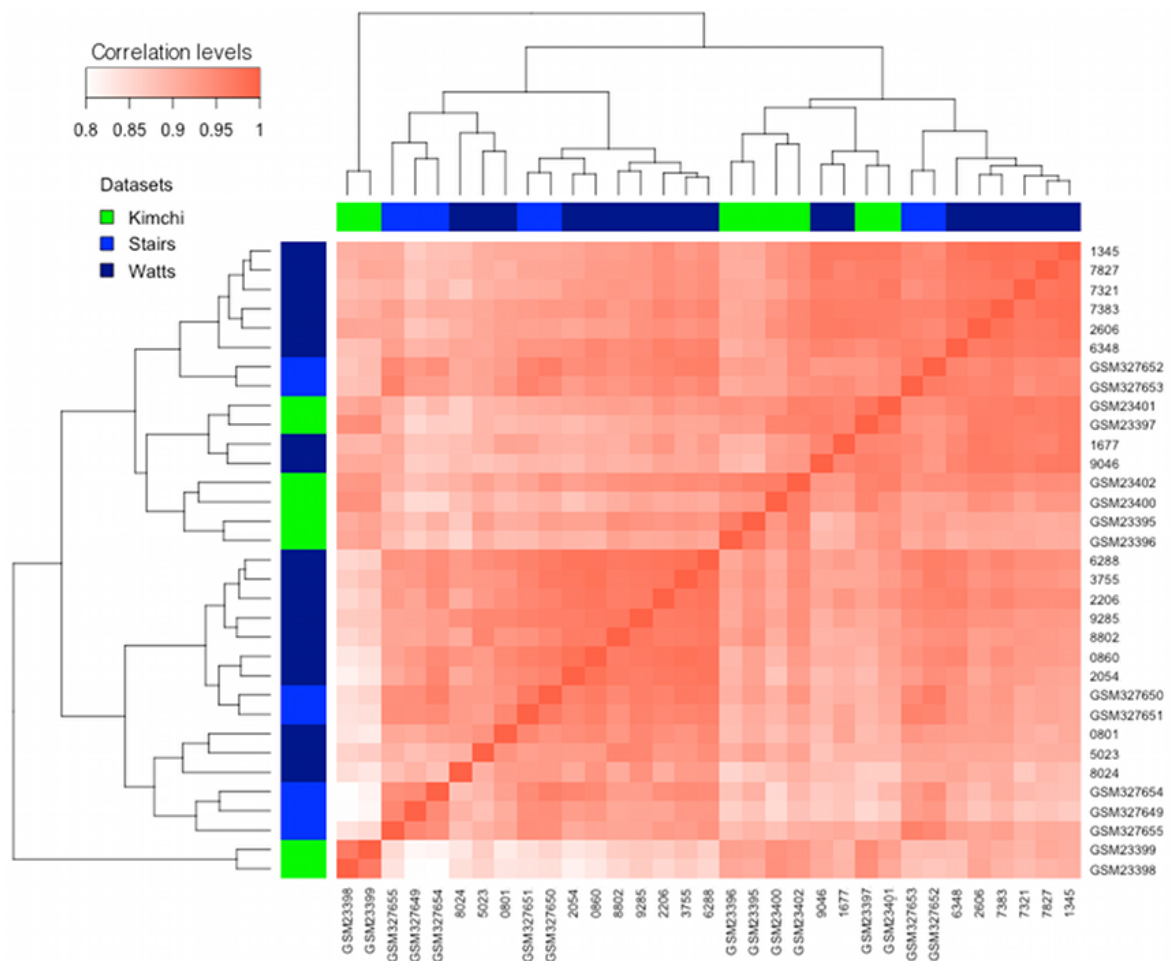 Correlation levels
0.8 0.85 0.9 0.95 1
Datasets
Kimchi
Stairs
Watts
1345
7827
7321
7383
2606
6348
GSM327652
GSM327653
GSM23401
GSM23397
1677
9046
GSM23402
GSM23400
GSM23395
GSM23396
6288
3755
2206
9285
8802
0860
2054
GSM327650
GSM327651
0801
5023
8024
GSM327654
GSM327649
GSM327655
GSM23399
GSM23398
GSM23398
GSM23399
GSM327655
GSM327649
GSM327654
8024
5023
0801
GSM327651
GSM327650
2054
0860
8802
9285
2206
3755
6288
GSM23396
GSM23395
GSM23400
GSM23402
9046
1677
GSM23397
GSM23401
GSM327653
GSM327652
6348
2606
7383
7321
7827
1345